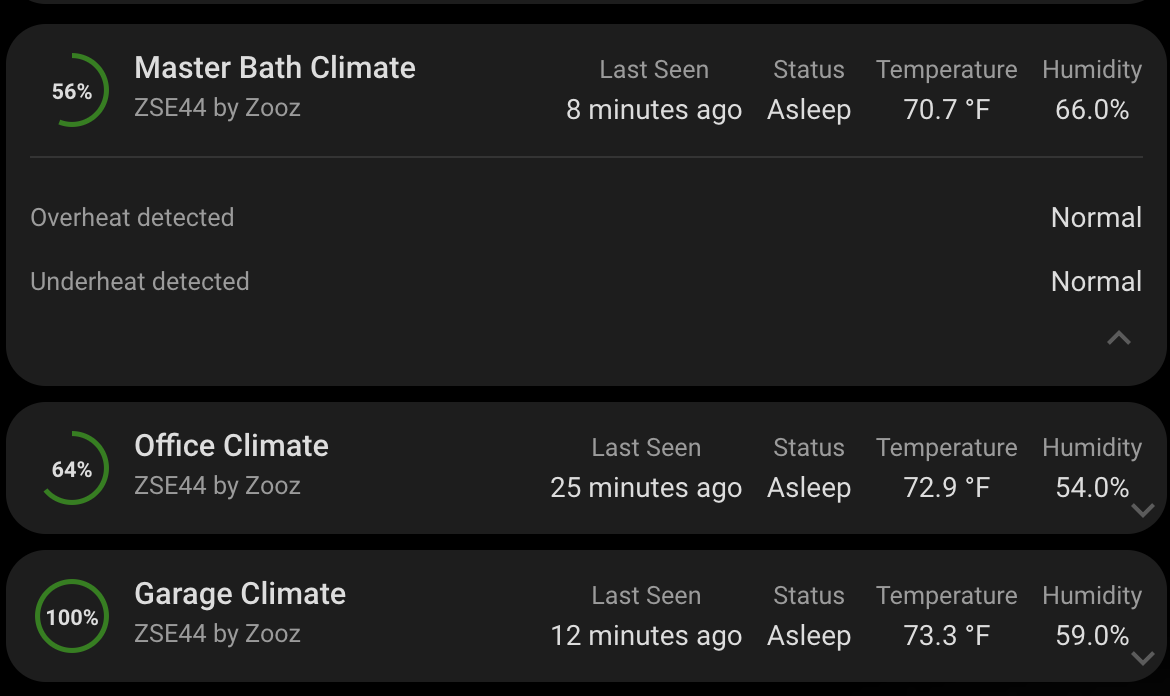 56%
Master Bath Climate
ZSE44 by Zooz
Last Seen Status Temperature Humidity
8 minutes ago Asleep 70.7 °F 66.0%
Overheat detected Normal
Underheat detected Normal
64%
Office Climate
ZSE44 by Zooz
Last Seen Status Temperature Humidity
25 minutes ago Asleep 72.9 °F 54.0%
100%
Garage Climate
ZSE44 by Zooz
Last Seen Status Temperature Humidity
12 minutes ago Asleep 73.3 °F 59.0%